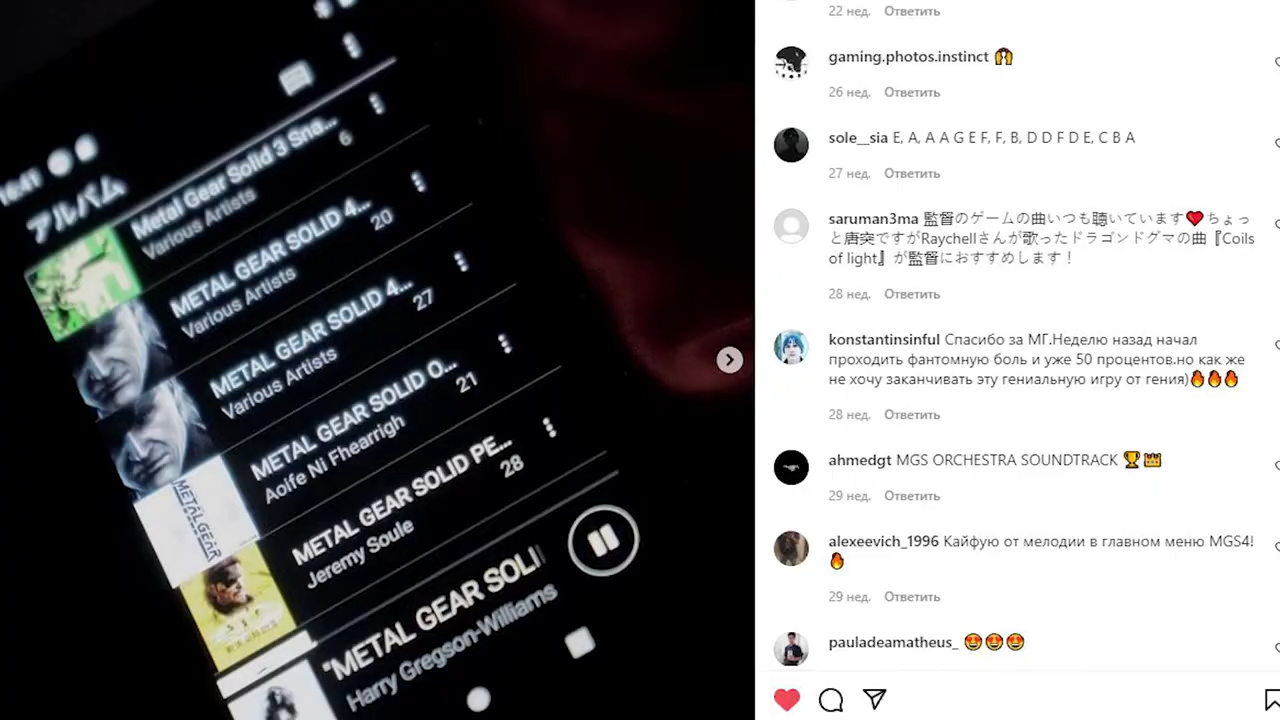 16:41
アルバム
Metal Gear Solid 3 Sna...
Various Artists
6
METAL GEAR SOLID 4...
Various Artists
20
METAL GEAR SOLID 4...
Various Artists
27
METAL GEAR SOLID O...
Aoife Ni Fhearrigh
21
METAL GEAR SOLID PE...
Jeremy Soule
28
"METAL GEAR SOLI
Harry Gregson-Williams
METAL GEAR
22 нед. Ответить
gaming.photos.instinct 🙌
26 нед. Ответить
sole__sia E, A, A A G E F, F, B, D D F D E, C B A
27 нед. Ответить
saruman3ma 監督のゲームの曲いつも聴いています❤️ちょっ
と唐突ですがRaychellさんが歌ったドラゴンドグマの曲『Coils
of light』が監督におすすめします！
28 нед. Ответить
konstantinsinful Спасибо за МГ.Неделю назад начал
проходить фантомную боль и уже 50 процентов.но как же
не хочу заканчивать эту гениальную игру от гения)🔥🔥🔥
28 нед. Ответить
ahmedgt MGS ORCHESTRA SOUNDTRACK 🏆👑
29 нед. Ответить
alexeevich_1996 Кайфую от мелодии в главном меню MGS4!
🔥
29 нед. Ответить
pauladeamatheus_ 🤩🤩🤩